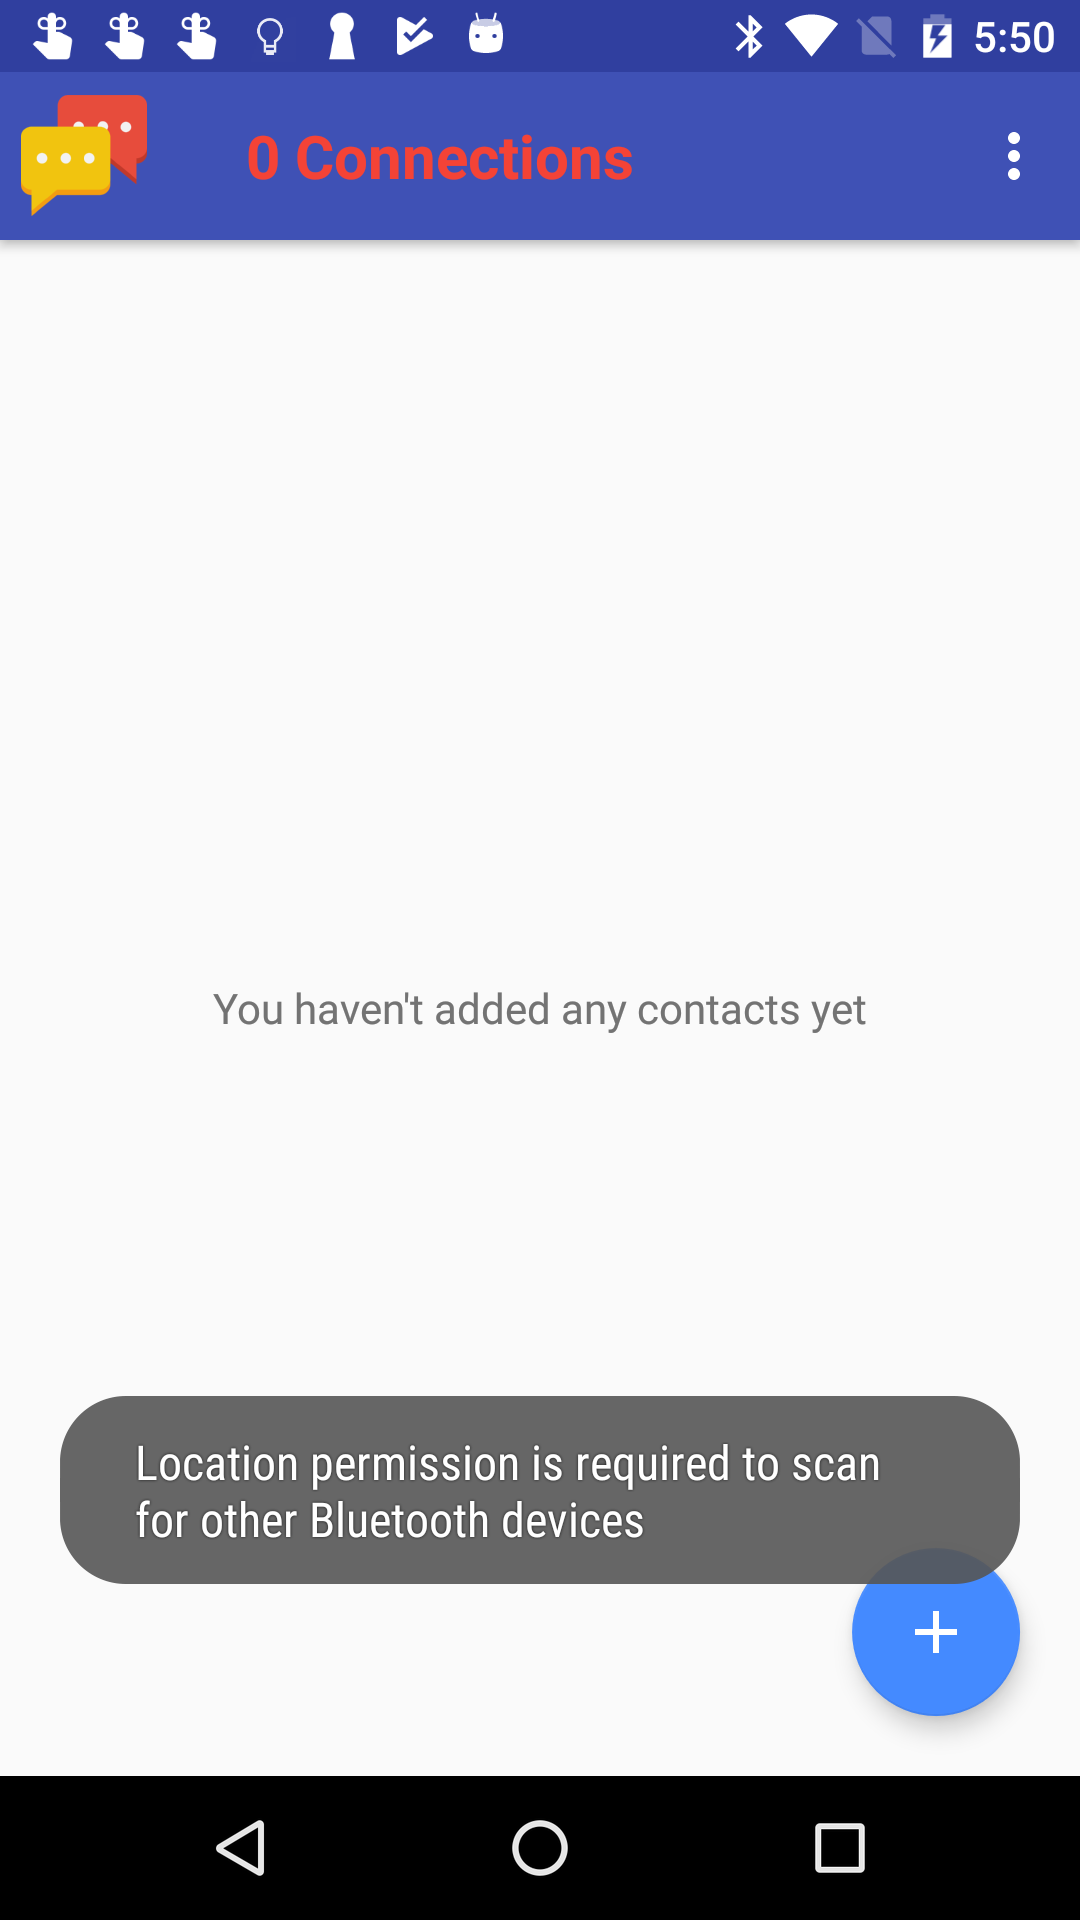 5:50
0 Connections
You haven't added any contacts yet
Location permission is required to scan
for other Bluetooth devices